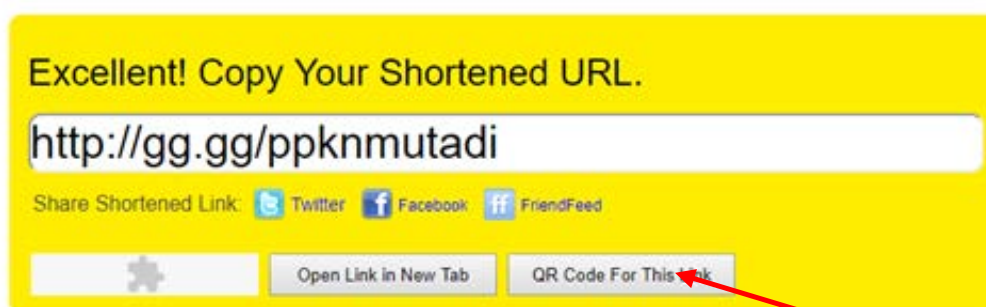 Excellent! Copy Your Shortened URL.
http://gg.gg/ppknmutadi
Share Shortened Link: Twitter Facebook FriendFeed
Open Link in New Tab QR Code For This Link